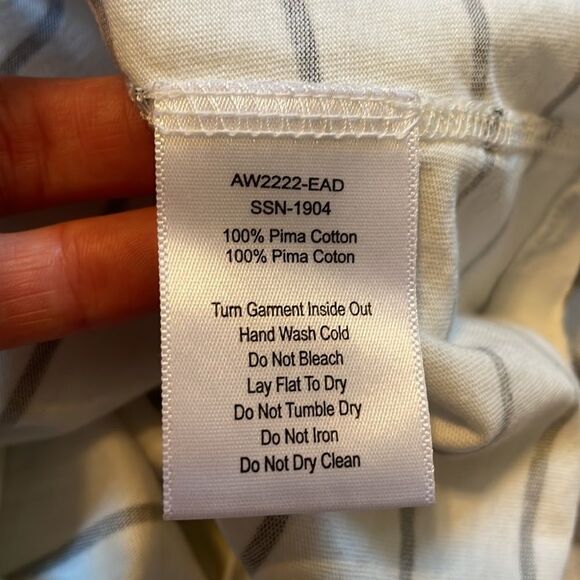 AW2222-EAD
SSN-1904
100% Pima Cotton
100% Pima Coton
Turn Garment Inside Out
Hand Wash Cold
Do Not Bleach
Lay Flat To Dry
Do Not Tumble Dry
Do Not Iron
Do Not Dry Clean